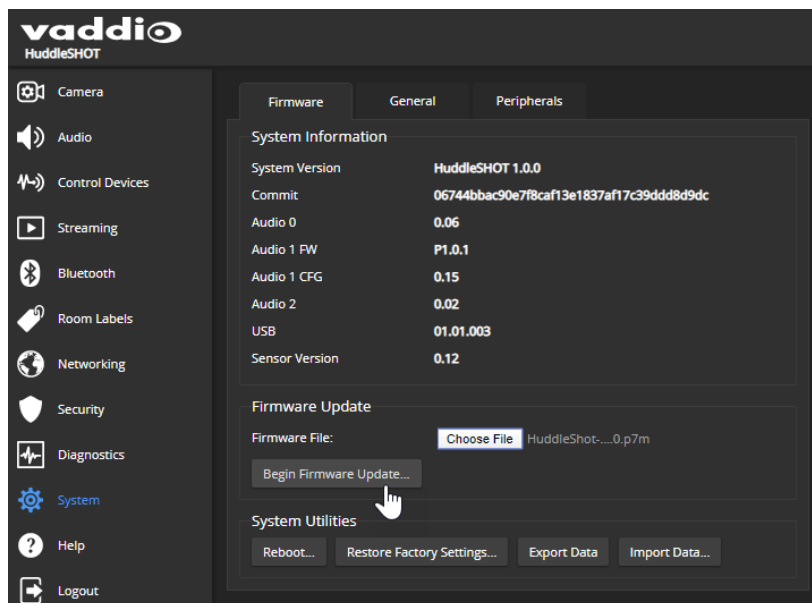 vaddio
HuddleSHOT
Camera
Audio
Control Devices
Streaming
Bluetooth
Room Labels
Networking
Security
Diagnostics
System
Help
Logout
Firmware General Peripherals
System Information
System Version HuddleSHOT 1.0.0
Commit 06744bbac90e7f8caf13e1837af17c39ddd8d9dc
Audio 0 0.06
Audio 1 FW P1.0.1
Audio 1 CFG 0.15
Audio 2 0.02
USB 01.01.003
Sensor Version 0.12
Firmware Update
Firmware File: Choose File HuddleShot-....0.p7m
Begin Firmware Update...
System Utilities
Reboot... Restore Factory Settings... Export Data Import Data...